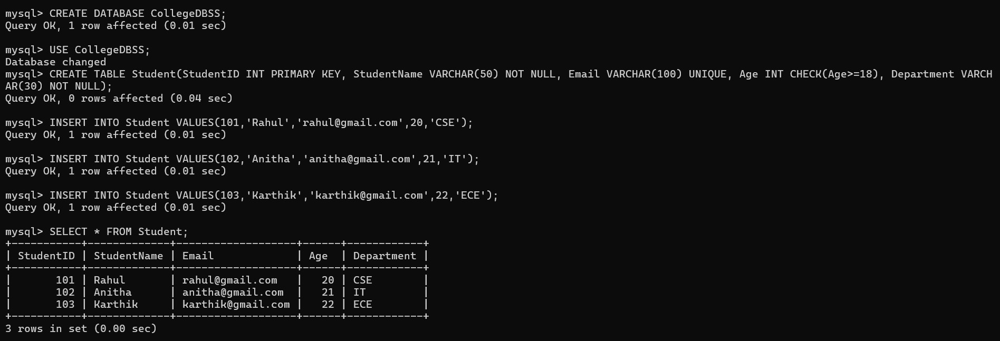 mysql> CREATE DATABASE CollegeDBSS;
Query OK, 1 row affected (0.01 sec)

mysql> USE CollegeDBSS;
Database changed
mysql> CREATE TABLE Student(StudentID INT PRIMARY KEY, StudentName VARCHAR(50) NOT NULL, Email VARCHAR(100) UNIQUE, Age INT CHECK(Age>=18), Department VARCH
AR(30) NOT NULL);
Query OK, 0 rows affected (0.04 sec)

mysql> INSERT INTO Student VALUES(101,'Rahul','rahul@gmail.com',20,'CSE');
Query OK, 1 row affected (0.01 sec)

mysql> INSERT INTO Student VALUES(102,'Anitha','anitha@gmail.com',21,'IT');
Query OK, 1 row affected (0.01 sec)

mysql> INSERT INTO Student VALUES(103,'Karthik','karthik@gmail.com',22,'ECE');
Query OK, 1 row affected (0.01 sec)

mysql> SELECT * FROM Student;
+-----------+-------------+-------------------+------+------------+
| StudentID | StudentName | Email             | Age  | Department |
+-----------+-------------+-------------------+------+------------+
|       101 | Rahul       | rahul@gmail.com   |   20 | CSE        |
|       102 | Anitha      | anitha@gmail.com  |   21 | IT         |
|       103 | Karthik     | karthik@gmail.com |   22 | ECE        |
+-----------+-------------+-------------------+------+------------+
3 rows in set (0.00 sec)